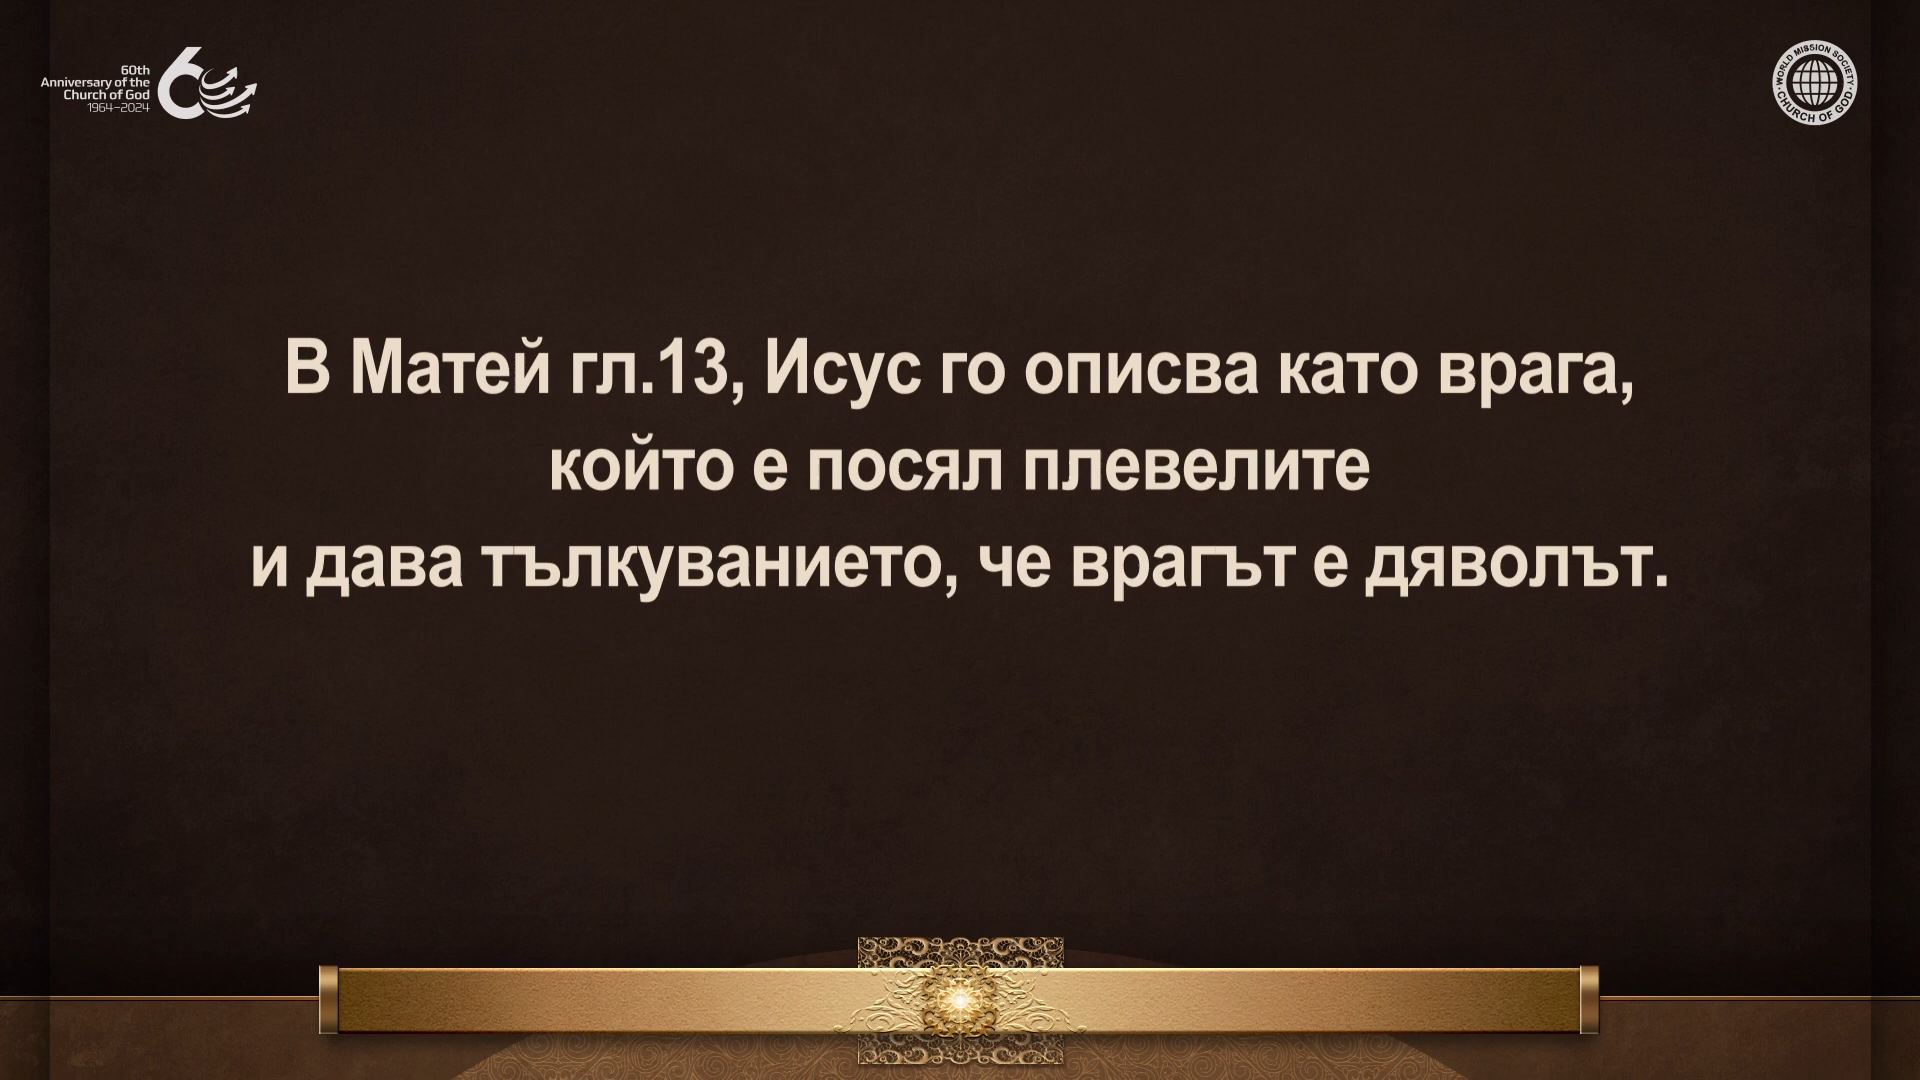 60th
Anniversary of the
Church of God
1964–2024
WORLD MISSION SOCIETY
CHURCH OF GOD
В Матей гл.13, Исус го описва като врага,
който е посял плевелите
и дава тълкуванието, че врагът е дяволът.